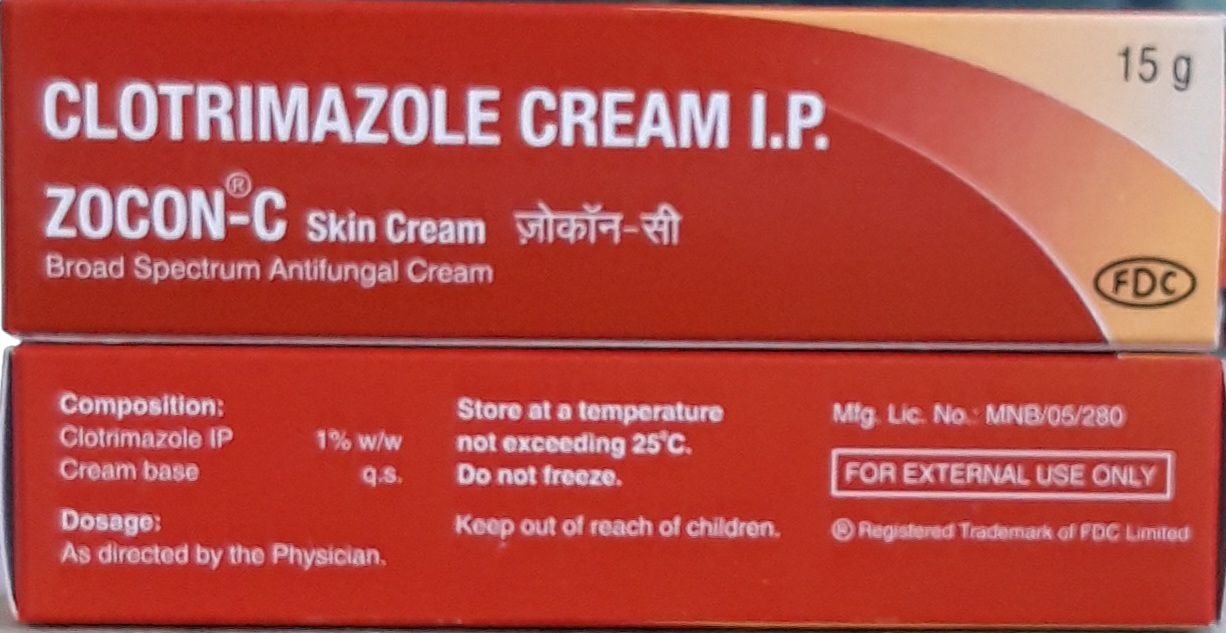 15 g
CLOTRIMAZOLE CREAM I.P.
ZOCON®-C Skin Cream ज़ोकॉन-सी
Broad Spectrum Antifungal Cream
FDC
Composition:
Clotrimazole IP 1% w/w
Cream base q.s.
Dosage:
As directed by the Physician.
Store at a temperature
not exceeding 25°C.
Do not freeze.
Keep out of reach of children.
Mfg. Lic. No.: MNB/05/280
FOR EXTERNAL USE ONLY
® Registered Trademark of FDC Limited